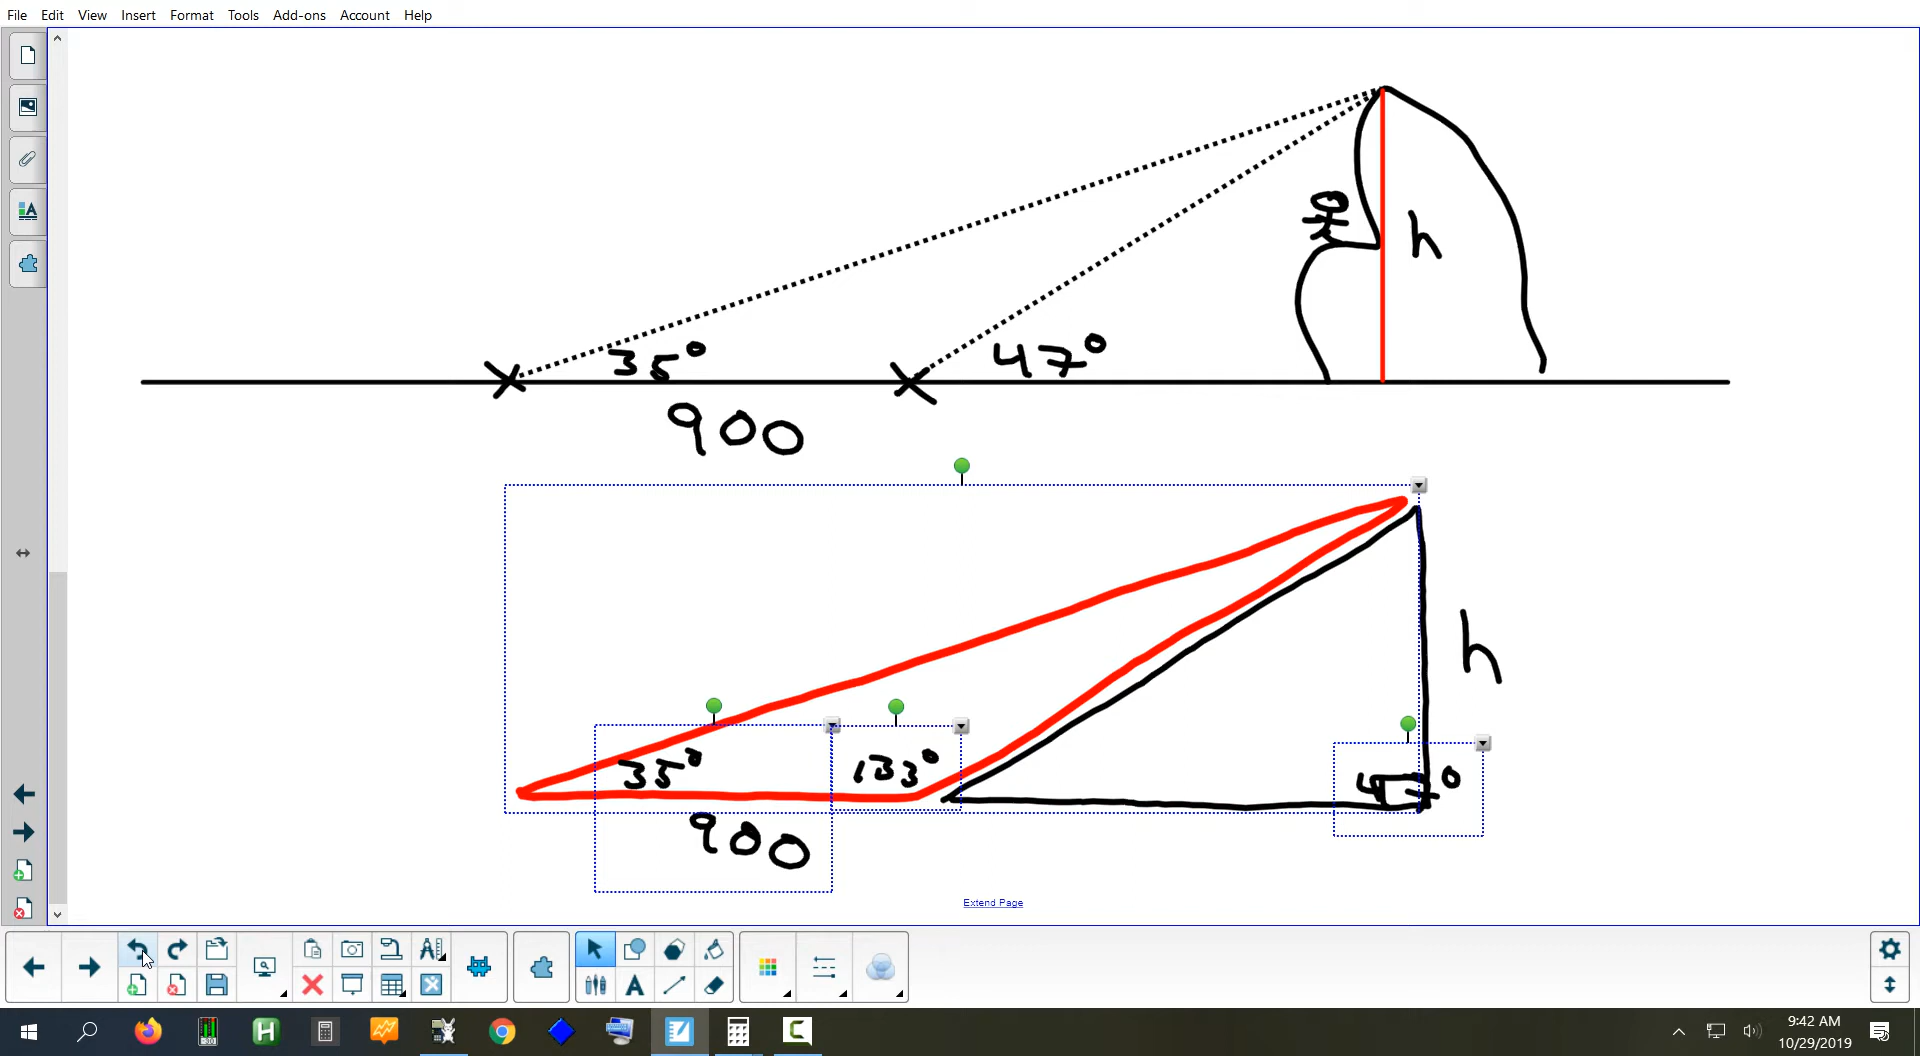 File Edit View Insert Format Tools Add-ons Account Help
h
35° 47°
900
h
35° 133°
900
Extend Page
9:42 AM
10/29/2019